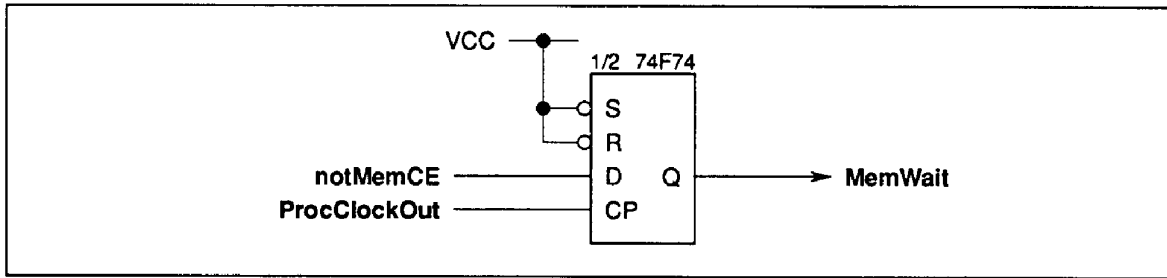 VCC
1/2 74F74
S
R
notMemCE
D Q
MemWait
ProcClockOut
CP